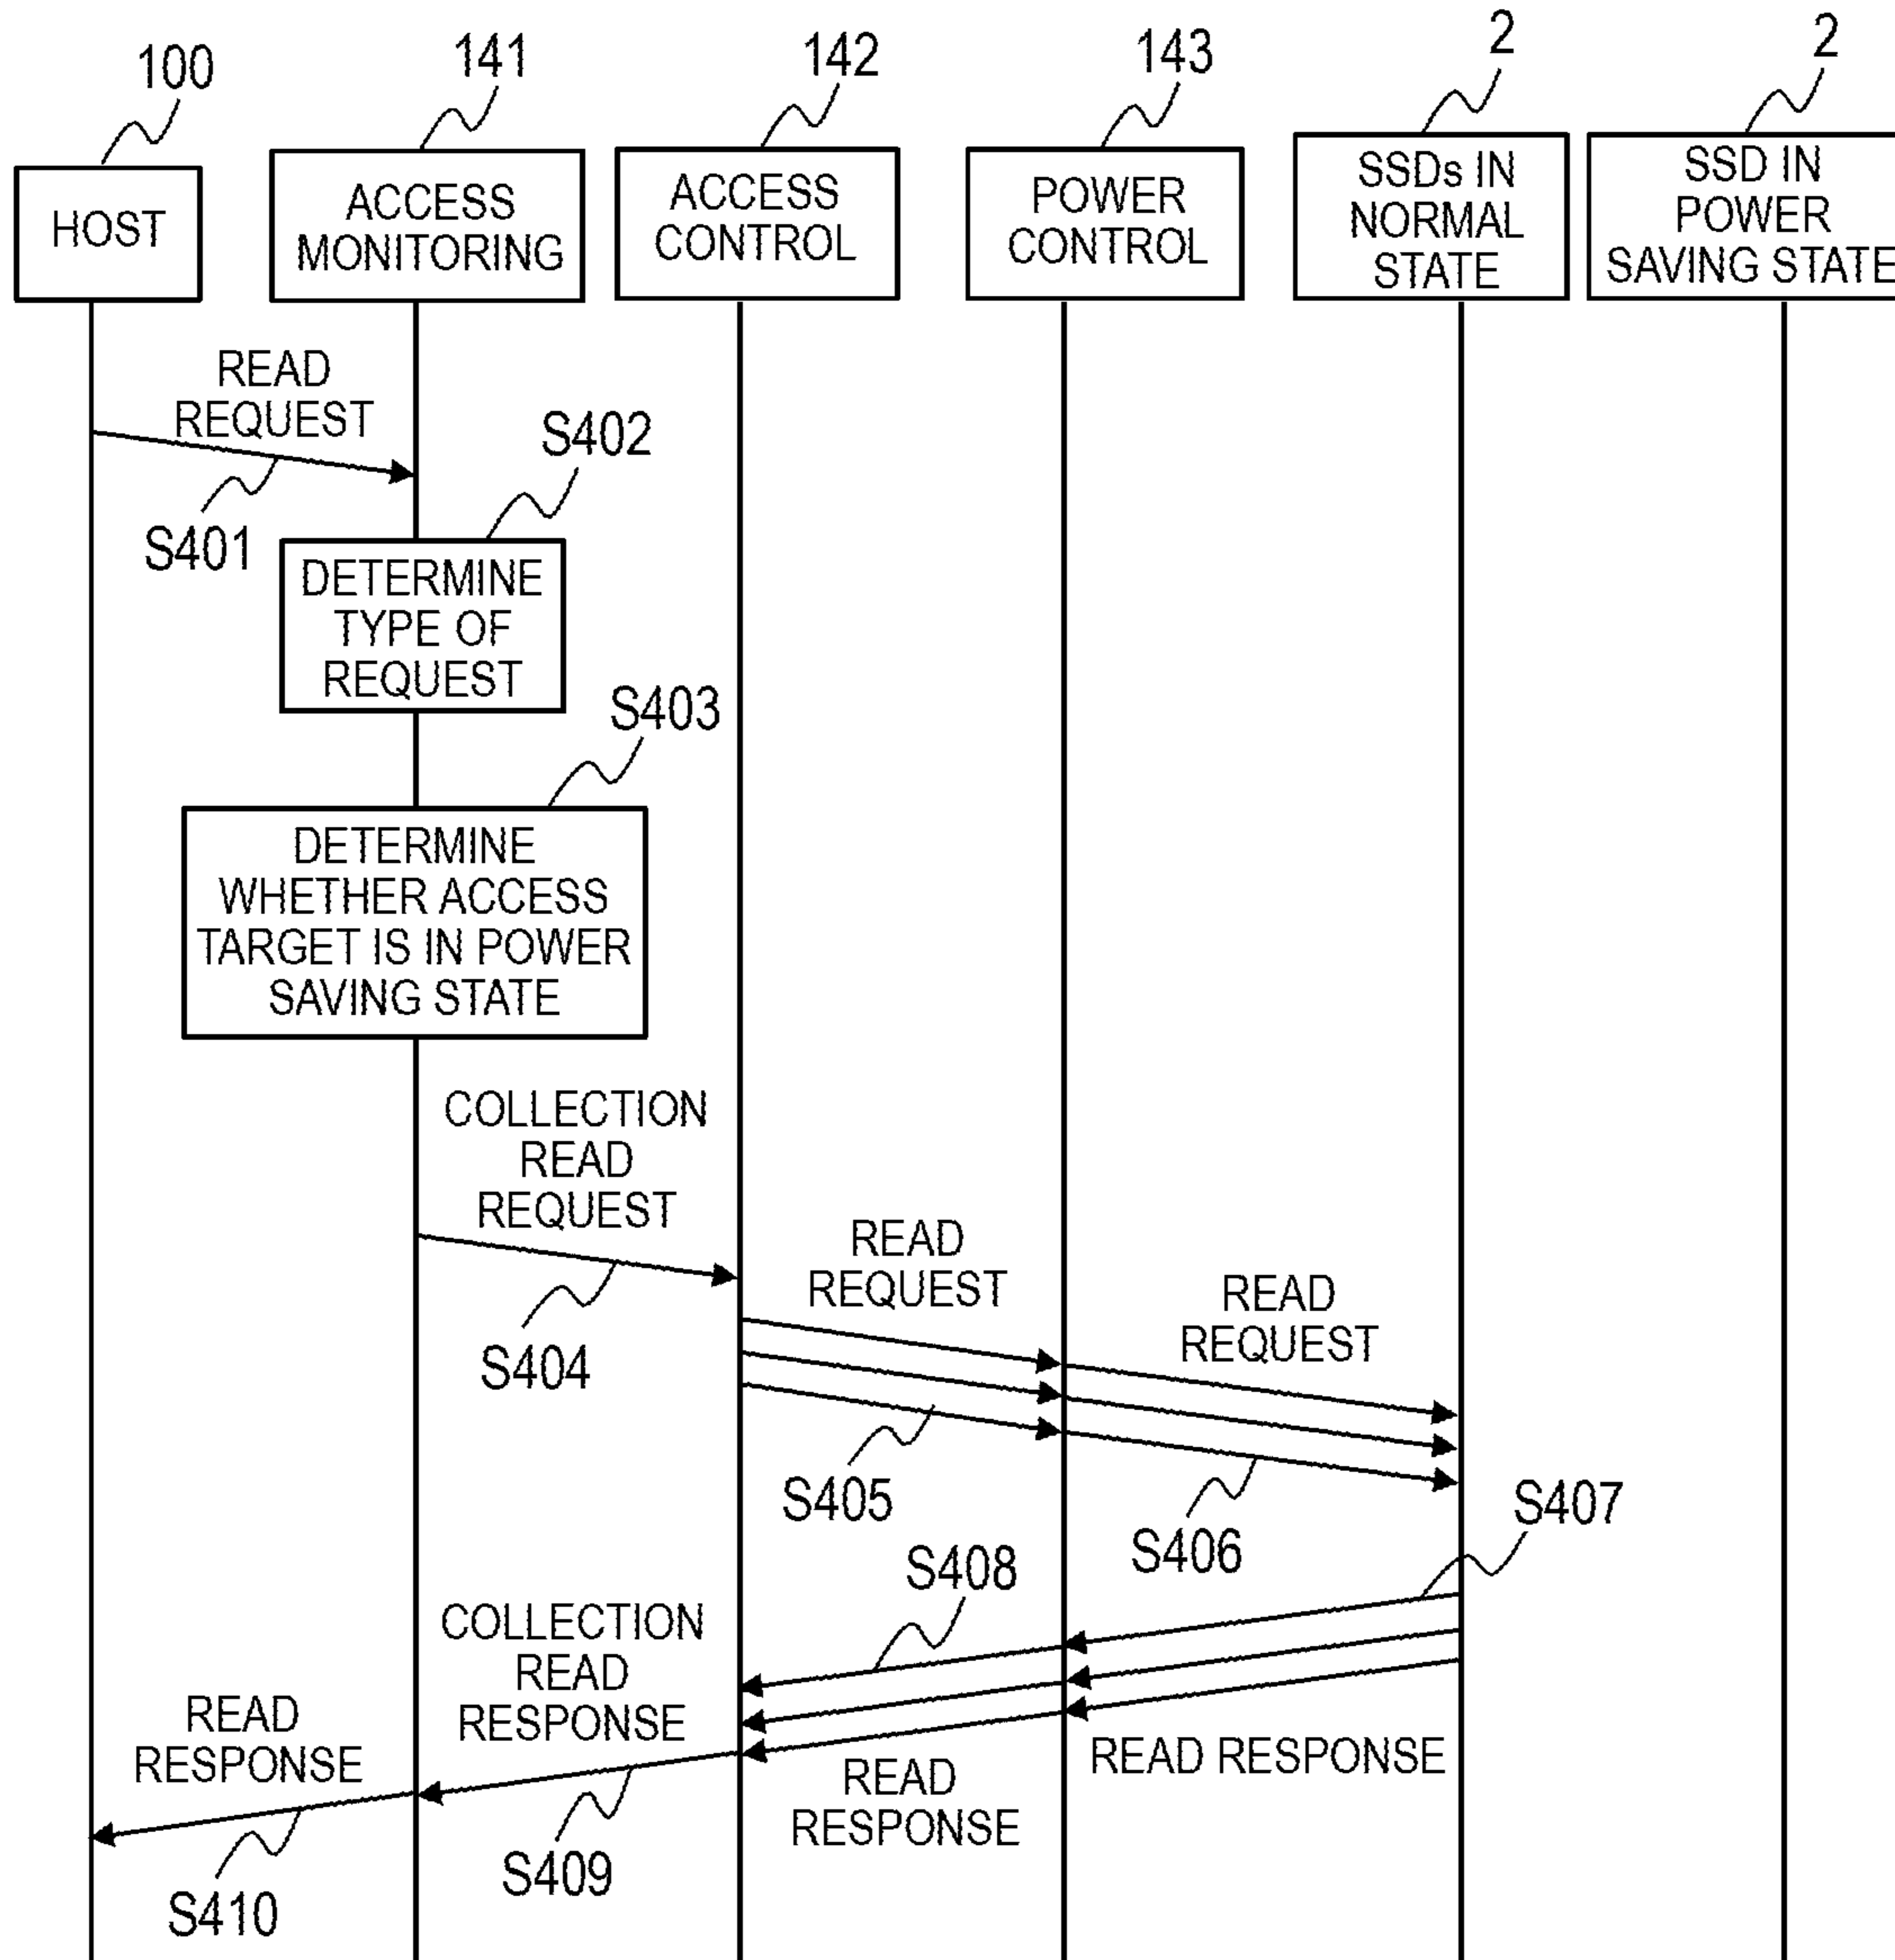 100
141
142
143
2
2
HOST
ACCESS
MONITORING
ACCESS
CONTROL
POWER
CONTROL
SSDs IN
NORMAL
STATE
SSD IN
POWER
SAVING STATE
READ
REQUEST
S401
S402
DETERMINE
TYPE OF
REQUEST
S403
DETERMINE
WHETHER ACCESS
TARGET IS IN POWER
SAVING STATE
COLLECTION
READ
REQUEST
S404
READ
REQUEST
READ
REQUEST
S405
S406
S407
S408
COLLECTION
READ
RESPONSE
READ
RESPONSE
READ RESPONSE
READ
RESPONSE
S409
S410